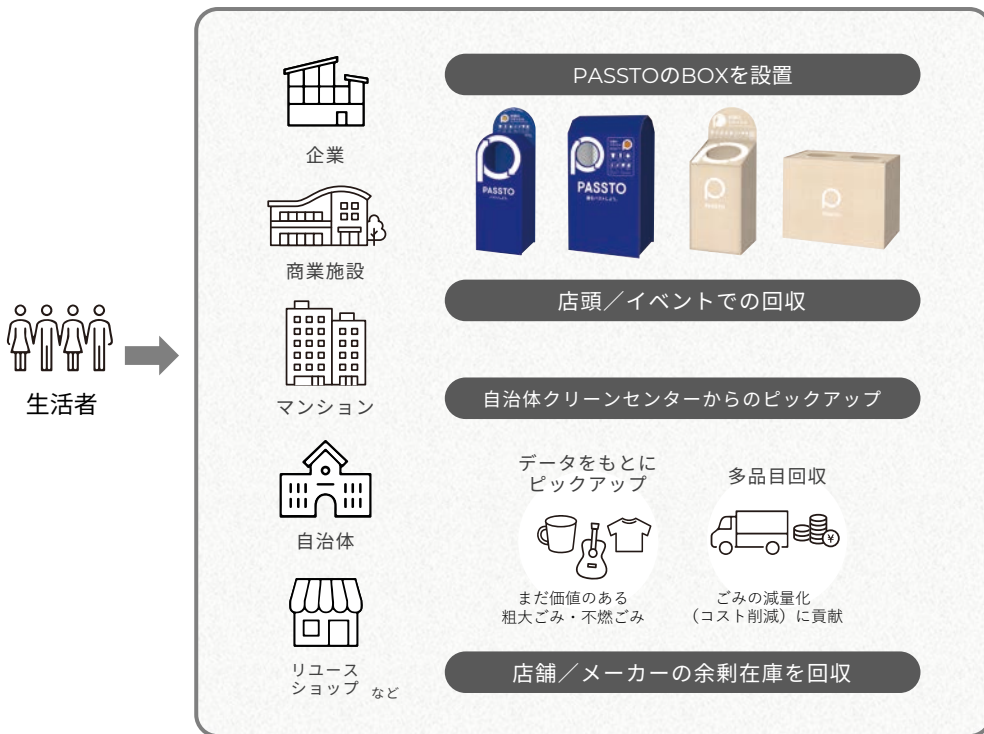 生活者
企業
商業施設
マンション
自治体
リユース
ショップ など
PASSTOのBOXを設置
PASSTO
PASSTO
PASSTO
店頭／イベントでの回収
自治体クリーンセンターからのピックアップ
データをもとに
ピックアップ
まだ価値のある
粗大ごみ・不燃ごみ
多品目回収
¥
ごみの減量化
（コスト削減）に貢献
店舗／メーカーの余剰在庫を回収